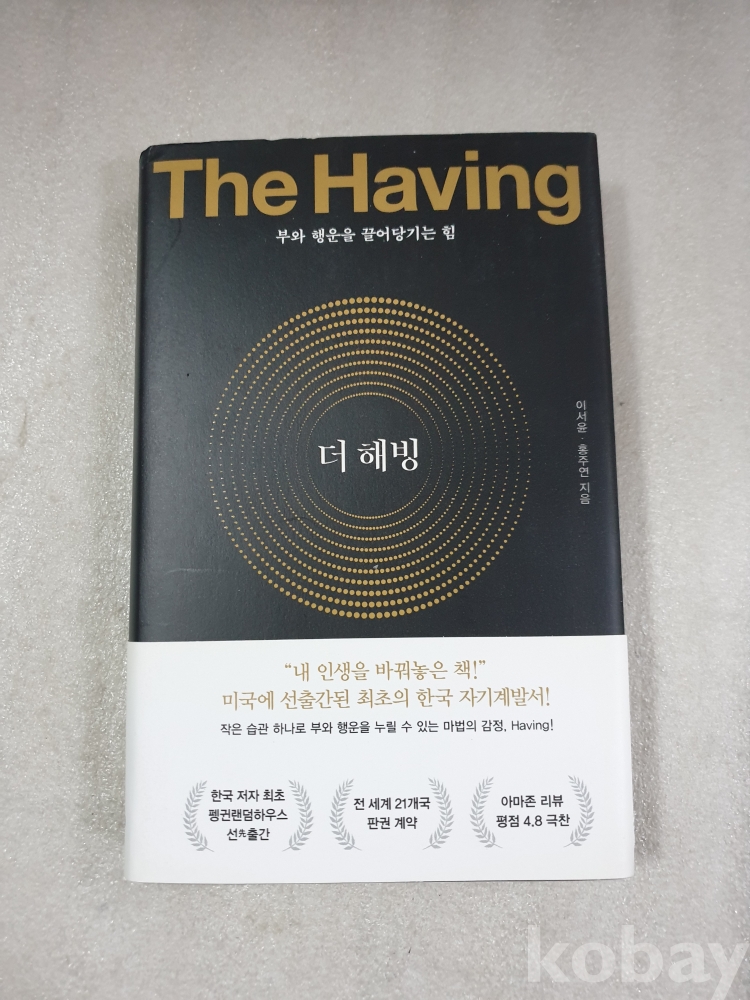 The Having
부와 행운을 끌어당기는 힘
더 해빙
이서윤 홍주연 지음
“내 인생을 바꿔놓은 책!”
미국에 선출간된 최초의 한국 자기계발서!
작은 습관 하나로 부와 행운을 누릴 수 있는 마법의 감정, Having!
한국 저자 최초
펭귄랜덤하우스
선先출간
전 세계 21개국
판권 계약
아마존 리뷰
평점 4.8 극찬
kobay